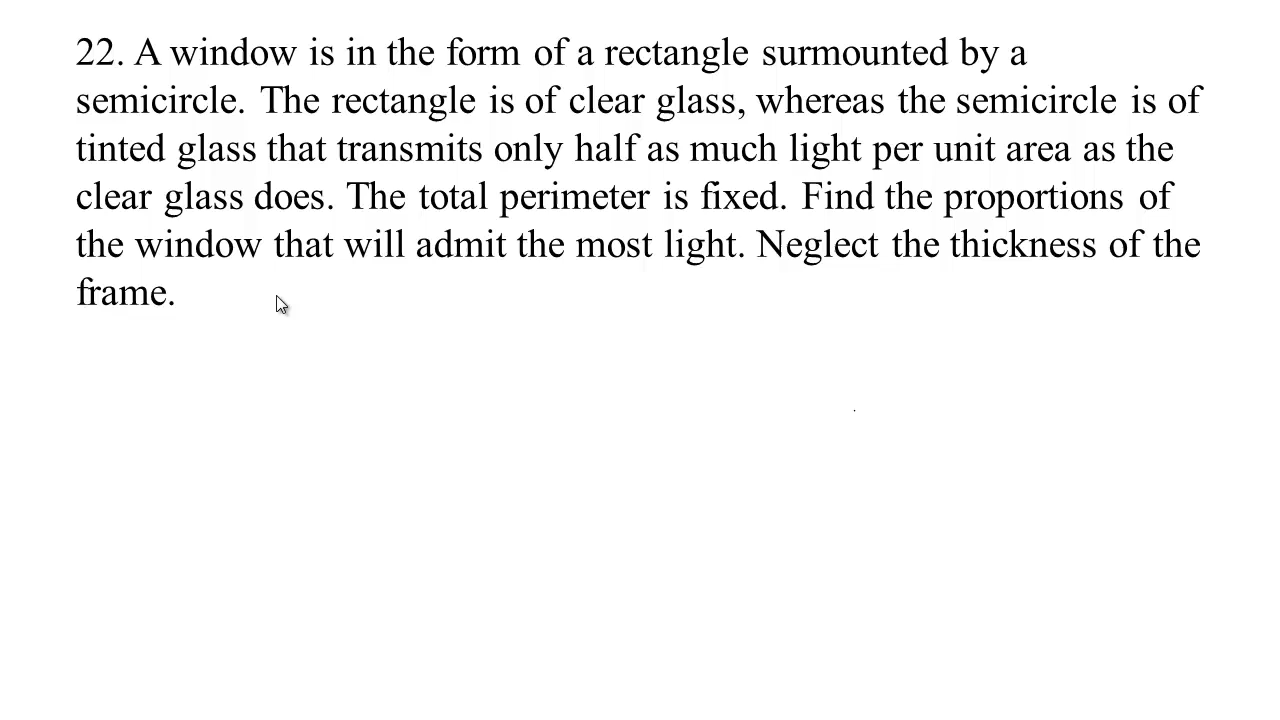 22. A window is in the form of a rectangle surmounted by a
semicircle. The rectangle is of clear glass, whereas the semicircle is of
tinted glass that transmits only half as much light per unit area as the
clear glass does. The total perimeter is fixed. Find the proportions of
the window that will admit the most light. Neglect the thickness of the
frame.